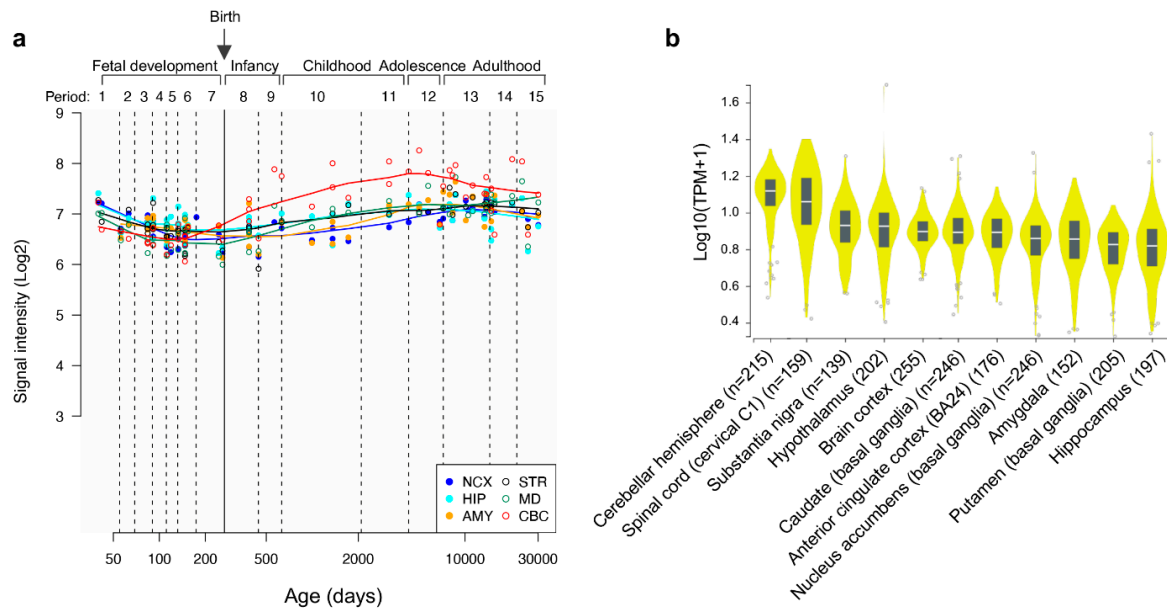 a
Birth
Fetal development Infancy Childhood Adolescence Adulthood
Period: 1 2 3 4 5 6 7 8 9 10 11 12 13 14 15
9
8
7
6
5
4
3
Signal intensity (Log2)
NCX STR
HIP MD
AMY CBC
50 100 200 500 2000 10000 30000
Age (days)
b
1.6
1.4
1.2
1.0
0.8
0.6
0.4
Log10(TPM+1)
Cerebellar hemisphere (n=215)
Spinal cord (cervical C1) (n=159)
Substantia nigra (n=139)
Hypothalamus (202)
Brain cortex (255)
Caudate (basal ganglia) (n=246)
Anterior cingulate cortex (BA24) (176)
Nucleus accumbens (basal ganglia) (n=246)
Amygdala (152)
Putamen (basal ganglia) (205)
Hippocampus (197)